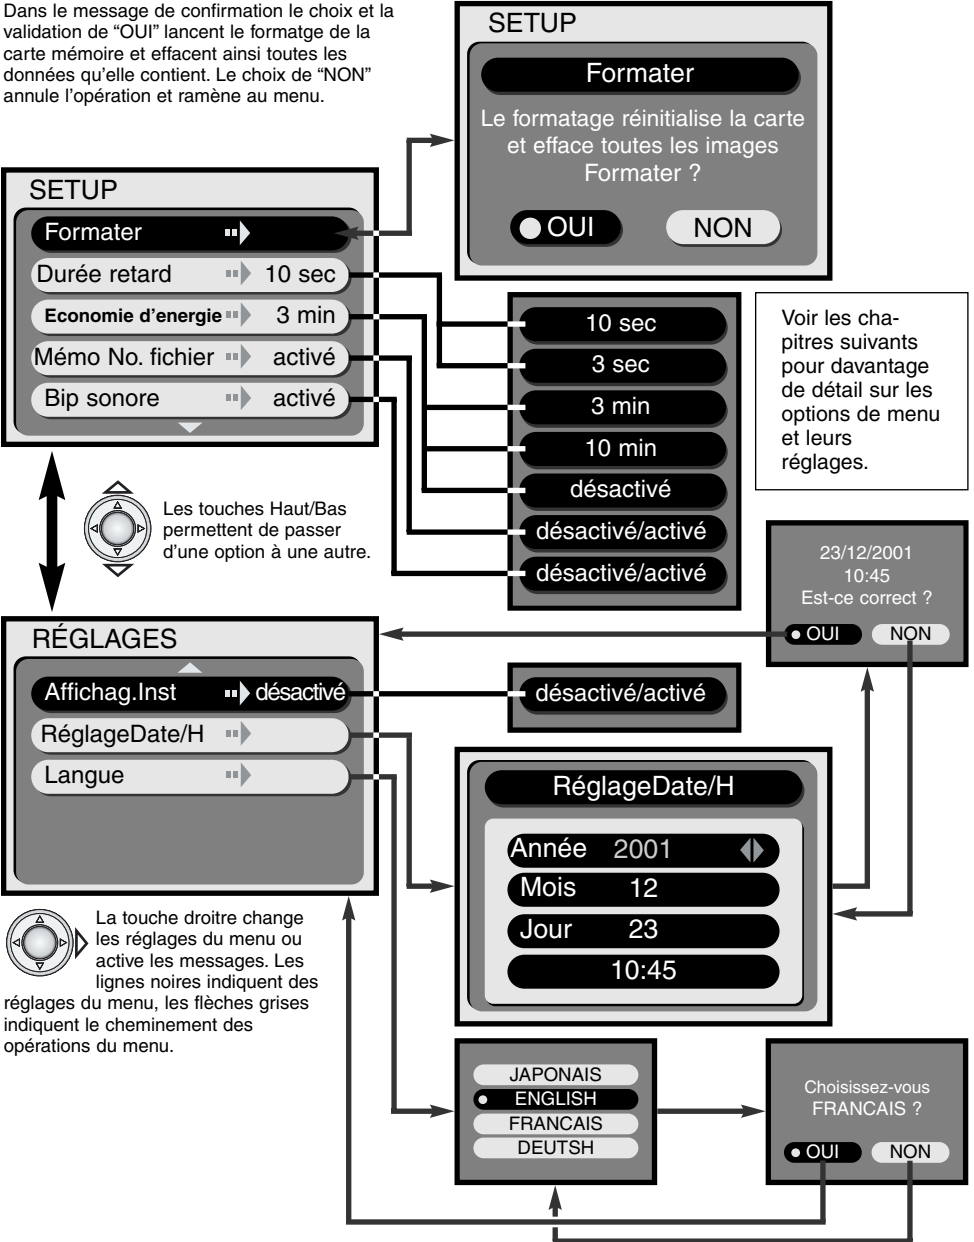 Dans le message de confirmation le choix et la
validation de “OUI” lancent le formatge de la
carte mémoire et effacent ainsi toutes les
données qu’elle contient. Le choix de “NON”
annule l’opération et ramène au menu.
SETUP
Formater
Le formatage réinitialise la carte
et efface toutes les images
Formater ?
OUI NON
SETUP
Formater
Durée retard 10 sec
Economie d’energie 3 min
Mémo No. fichier activé
Bip sonore activé
10 sec
3 sec
3 min
10 min
désactivé
désactivé/activé
désactivé/activé
Voir les cha-
pitres suivants
pour davantage
de détail sur les
options de menu
et leurs
réglages.
Les touches Haut/Bas
permettent de passer
d’une option à une autre.
23/12/2001
10:45
Est-ce correct ?
OUI NON
RÉGLAGES
Affichag.Inst désactivé
RéglageDate/H
Langue
désactivé/activé
RéglageDate/H
Année 2001
Mois 12
Jour 23
10:45
La touche droitre change
les réglages du menu ou
active les messages. Les
lignes noires indiquent des
réglages du menu, les flèches grises
indiquent le cheminement des
opérations du menu.
JAPONAIS
ENGLISH
FRANCAIS
DEUTSH
Choisissez-vous
FRANCAIS ?
OUI NON